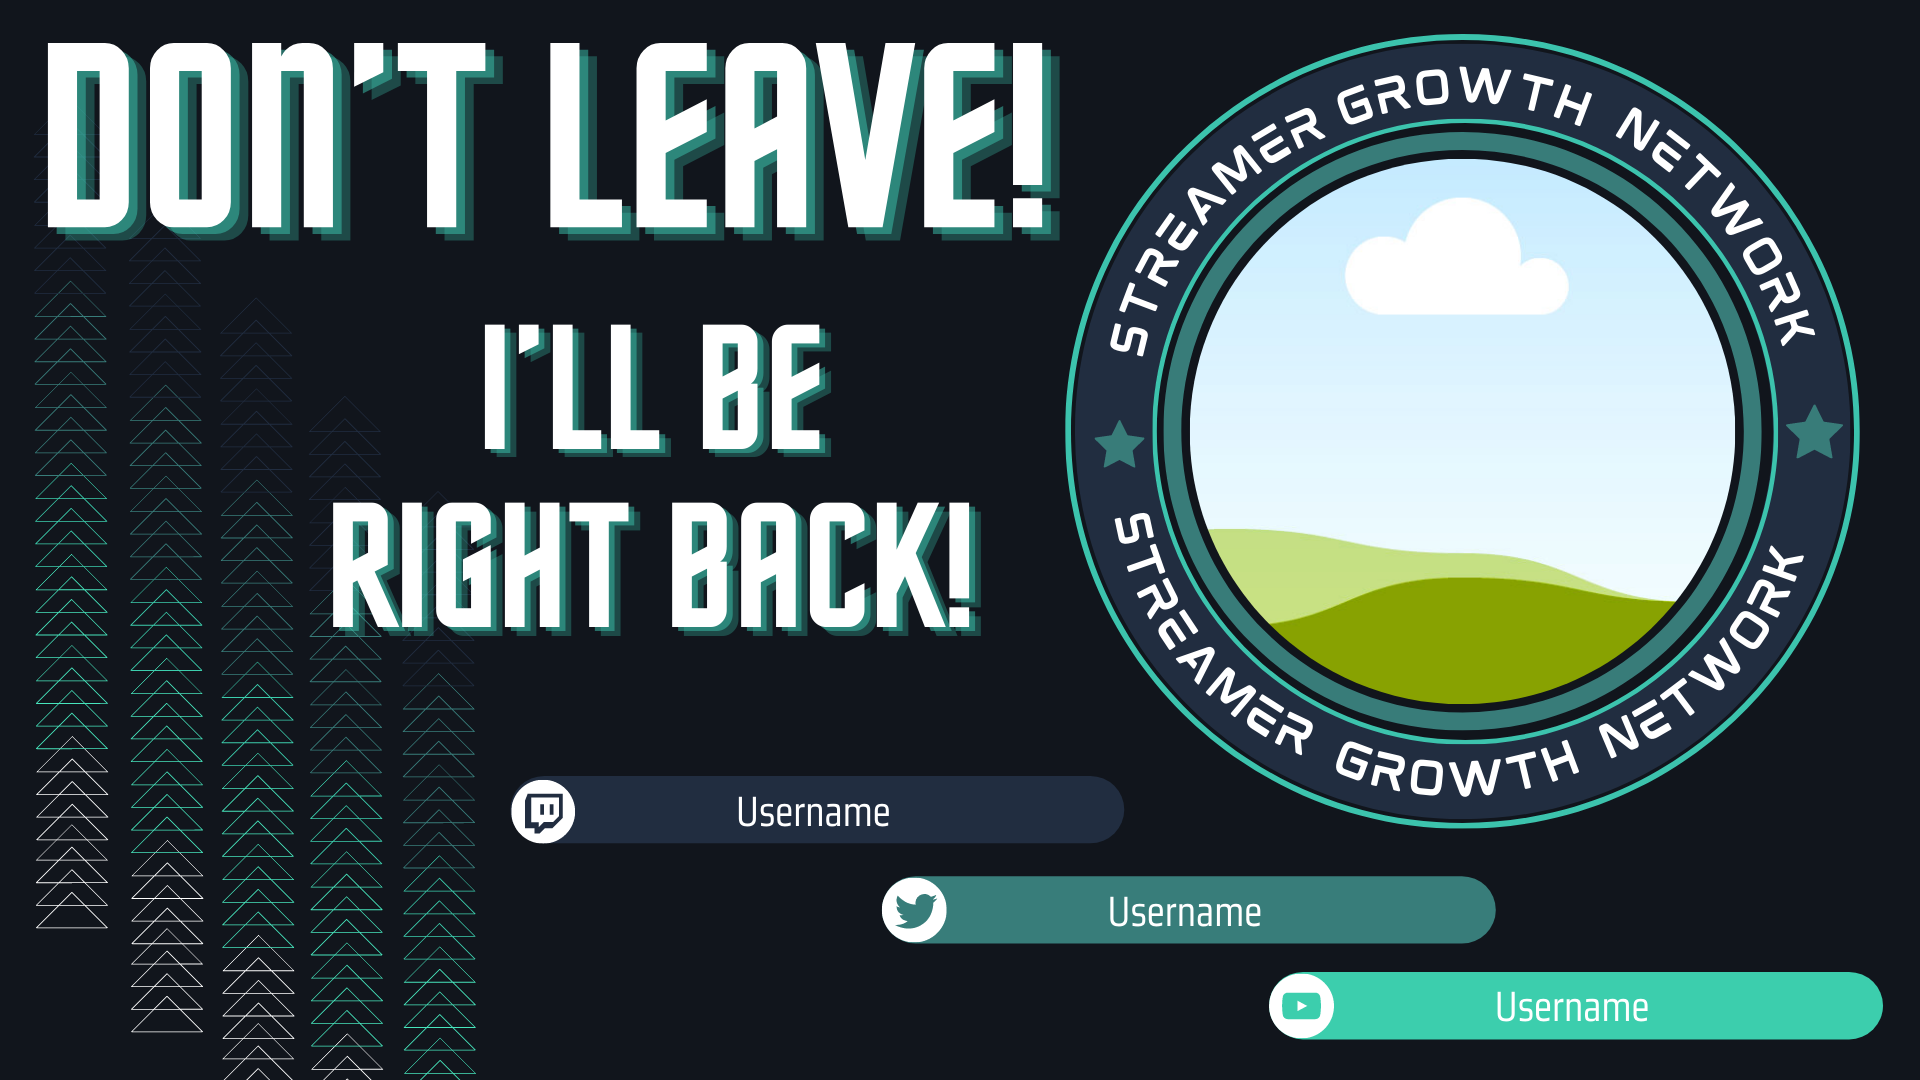 DON'T LEAVE!
I'LL BE
RIGHT BACK!
STREAMER GROWTH NETWORK
STREAMER GROWTH NETWORK
Username
Username
Username